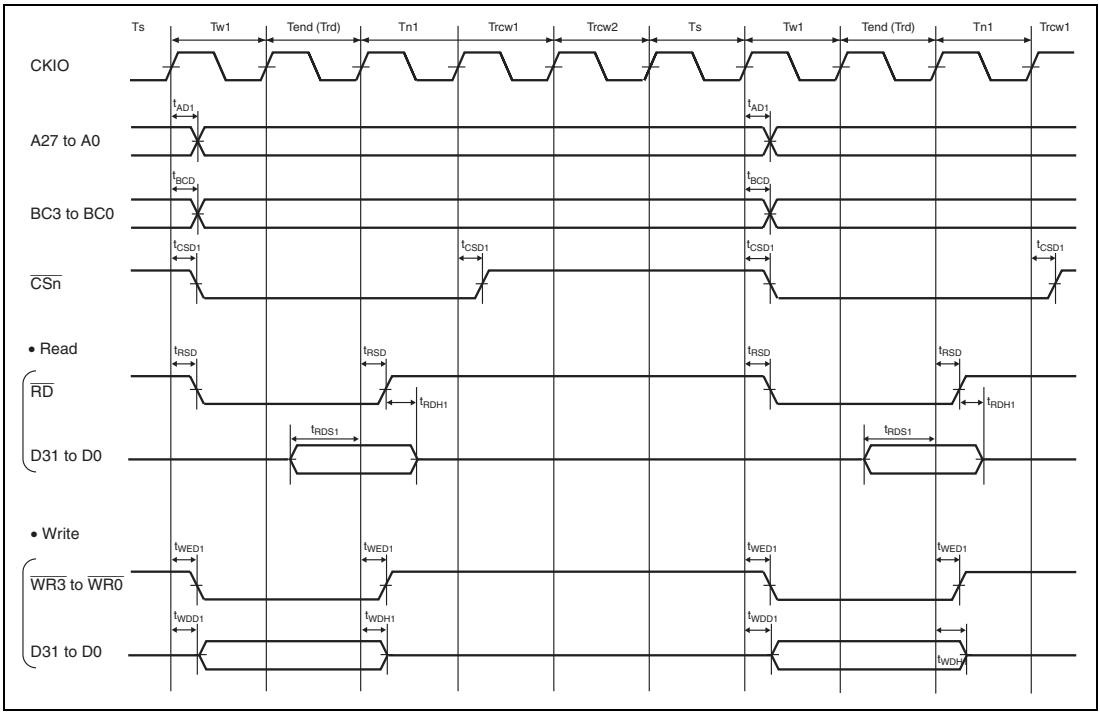 Ts Tw1 Tend (Trd) Tn1 Trcw1 Trcw2 Ts Tw1 Tend (Trd) Tn1 Trcw1
CKIO
tAD1 tAD1
A27 to A0
tBCD tBCD
BC3 to BC0
tCSD1 tCSD1 tCSD1 tCSD1
CSn
• Read
tRSD tRSD tRSD tRSD
RD
tRDH1 tRDH1
tRDS1 tRDS1
D31 to D0
• Write
tWED1 tWED1 tWED1 tWED1
WR3 to WR0
tWDD1 tWDH1 tWDD1
D31 to D0
tWDH1